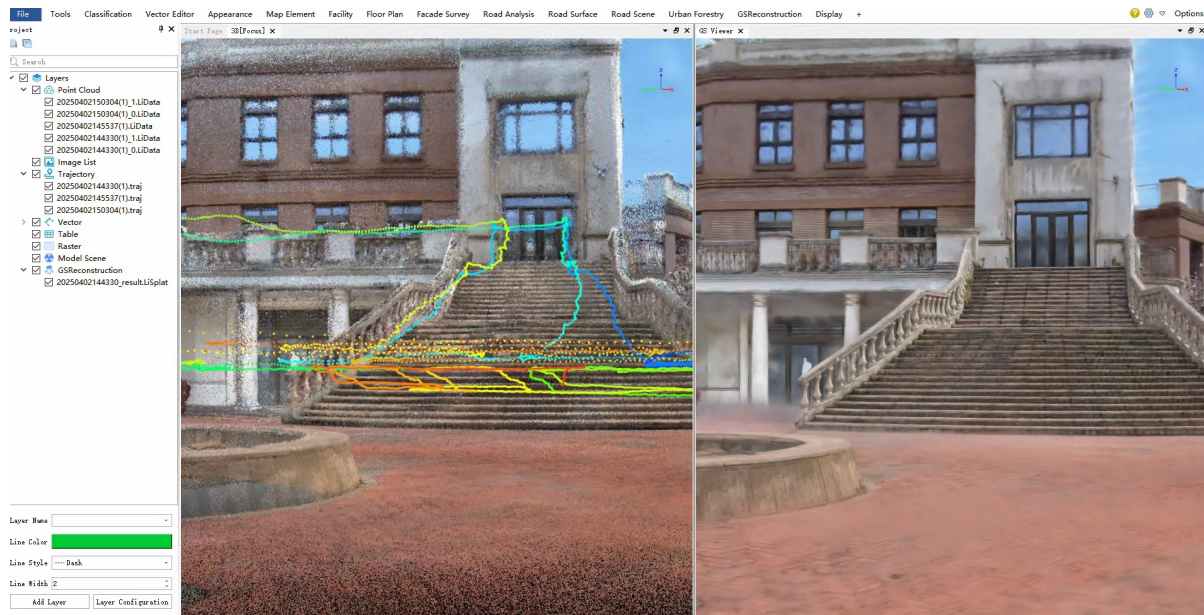 File Tools Classification Vector Editor Appearance Map Element Facility Floor Plan Facade Survey Road Analysis Road Surface Road Scene Urban Forestry GSReconstruction Display + Options
roject
Start Page 3D[Focus]
GS Viewer
Search
Layers
Point Cloud
20250402150304(1)_1.LiData
20250402150304(1)_0.LiData
20250402145537(1).LiData
20250402144330(1)_1.LiData
20250402144330(1)_0.LiData
Image List
Trajectory
20250402144330(1).traj
20250402145537(1).traj
20250402150304(1).traj
Vector
Table
Raster
Model Scene
GSReconstruction
20250402144330_result.LiSplat
Layer Name
Line Color
Line Style ---- Dash
Line Width 2
Add Layer Layer Configuration